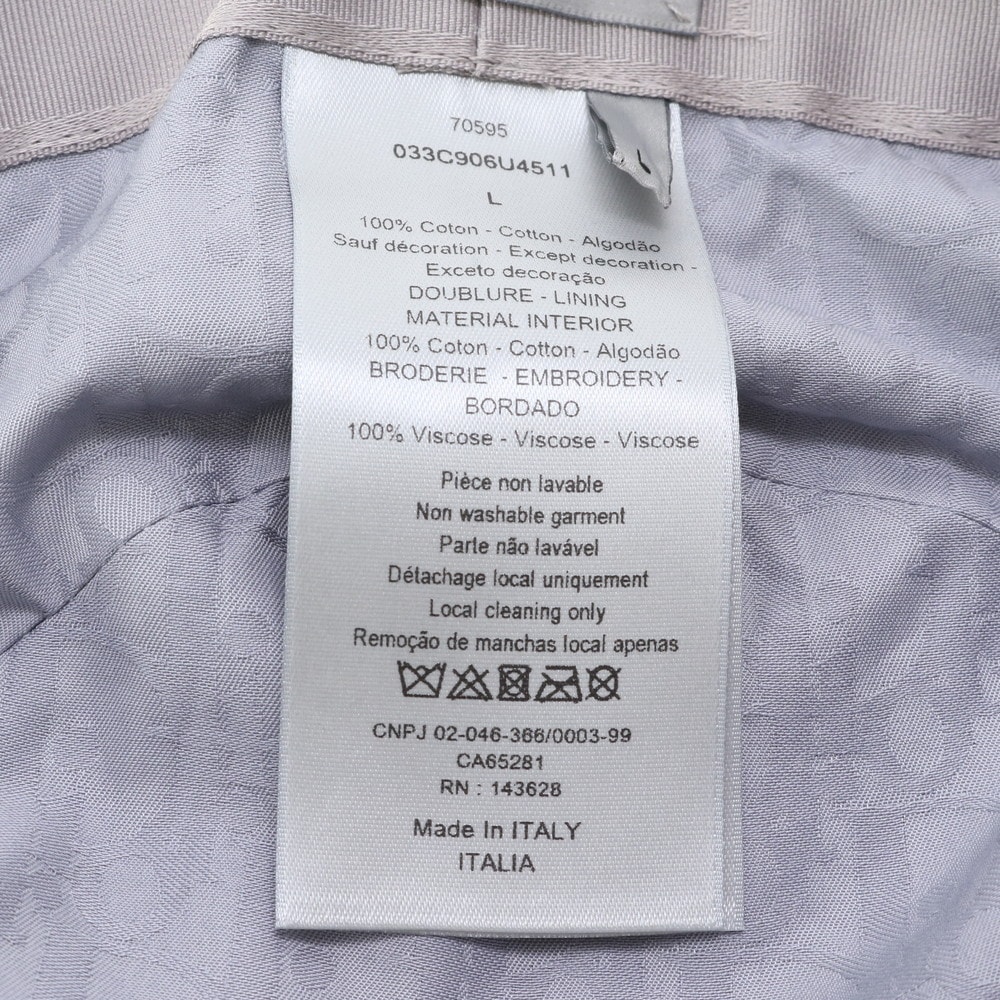 70595
033C906U4511
L
L
100% Coton - Cotton - Algodão
Sauf décoration - Except decoration -
Exceto decoração
DOUBLURE - LINING
MATERIAL INTERIOR
100% Coton - Cotton - Algodão
BRODERIE - EMBROIDERY -
BORDADO
100% Viscose - Viscose - Viscose
Pièce non lavable
Non washable garment
Parte não lavável
Détachage local uniquement
Local cleaning only
Remoção de manchas local apenas
CNPJ 02-046-366/0003-99
CA65281
RN : 143628
Made In ITALY
ITALIA